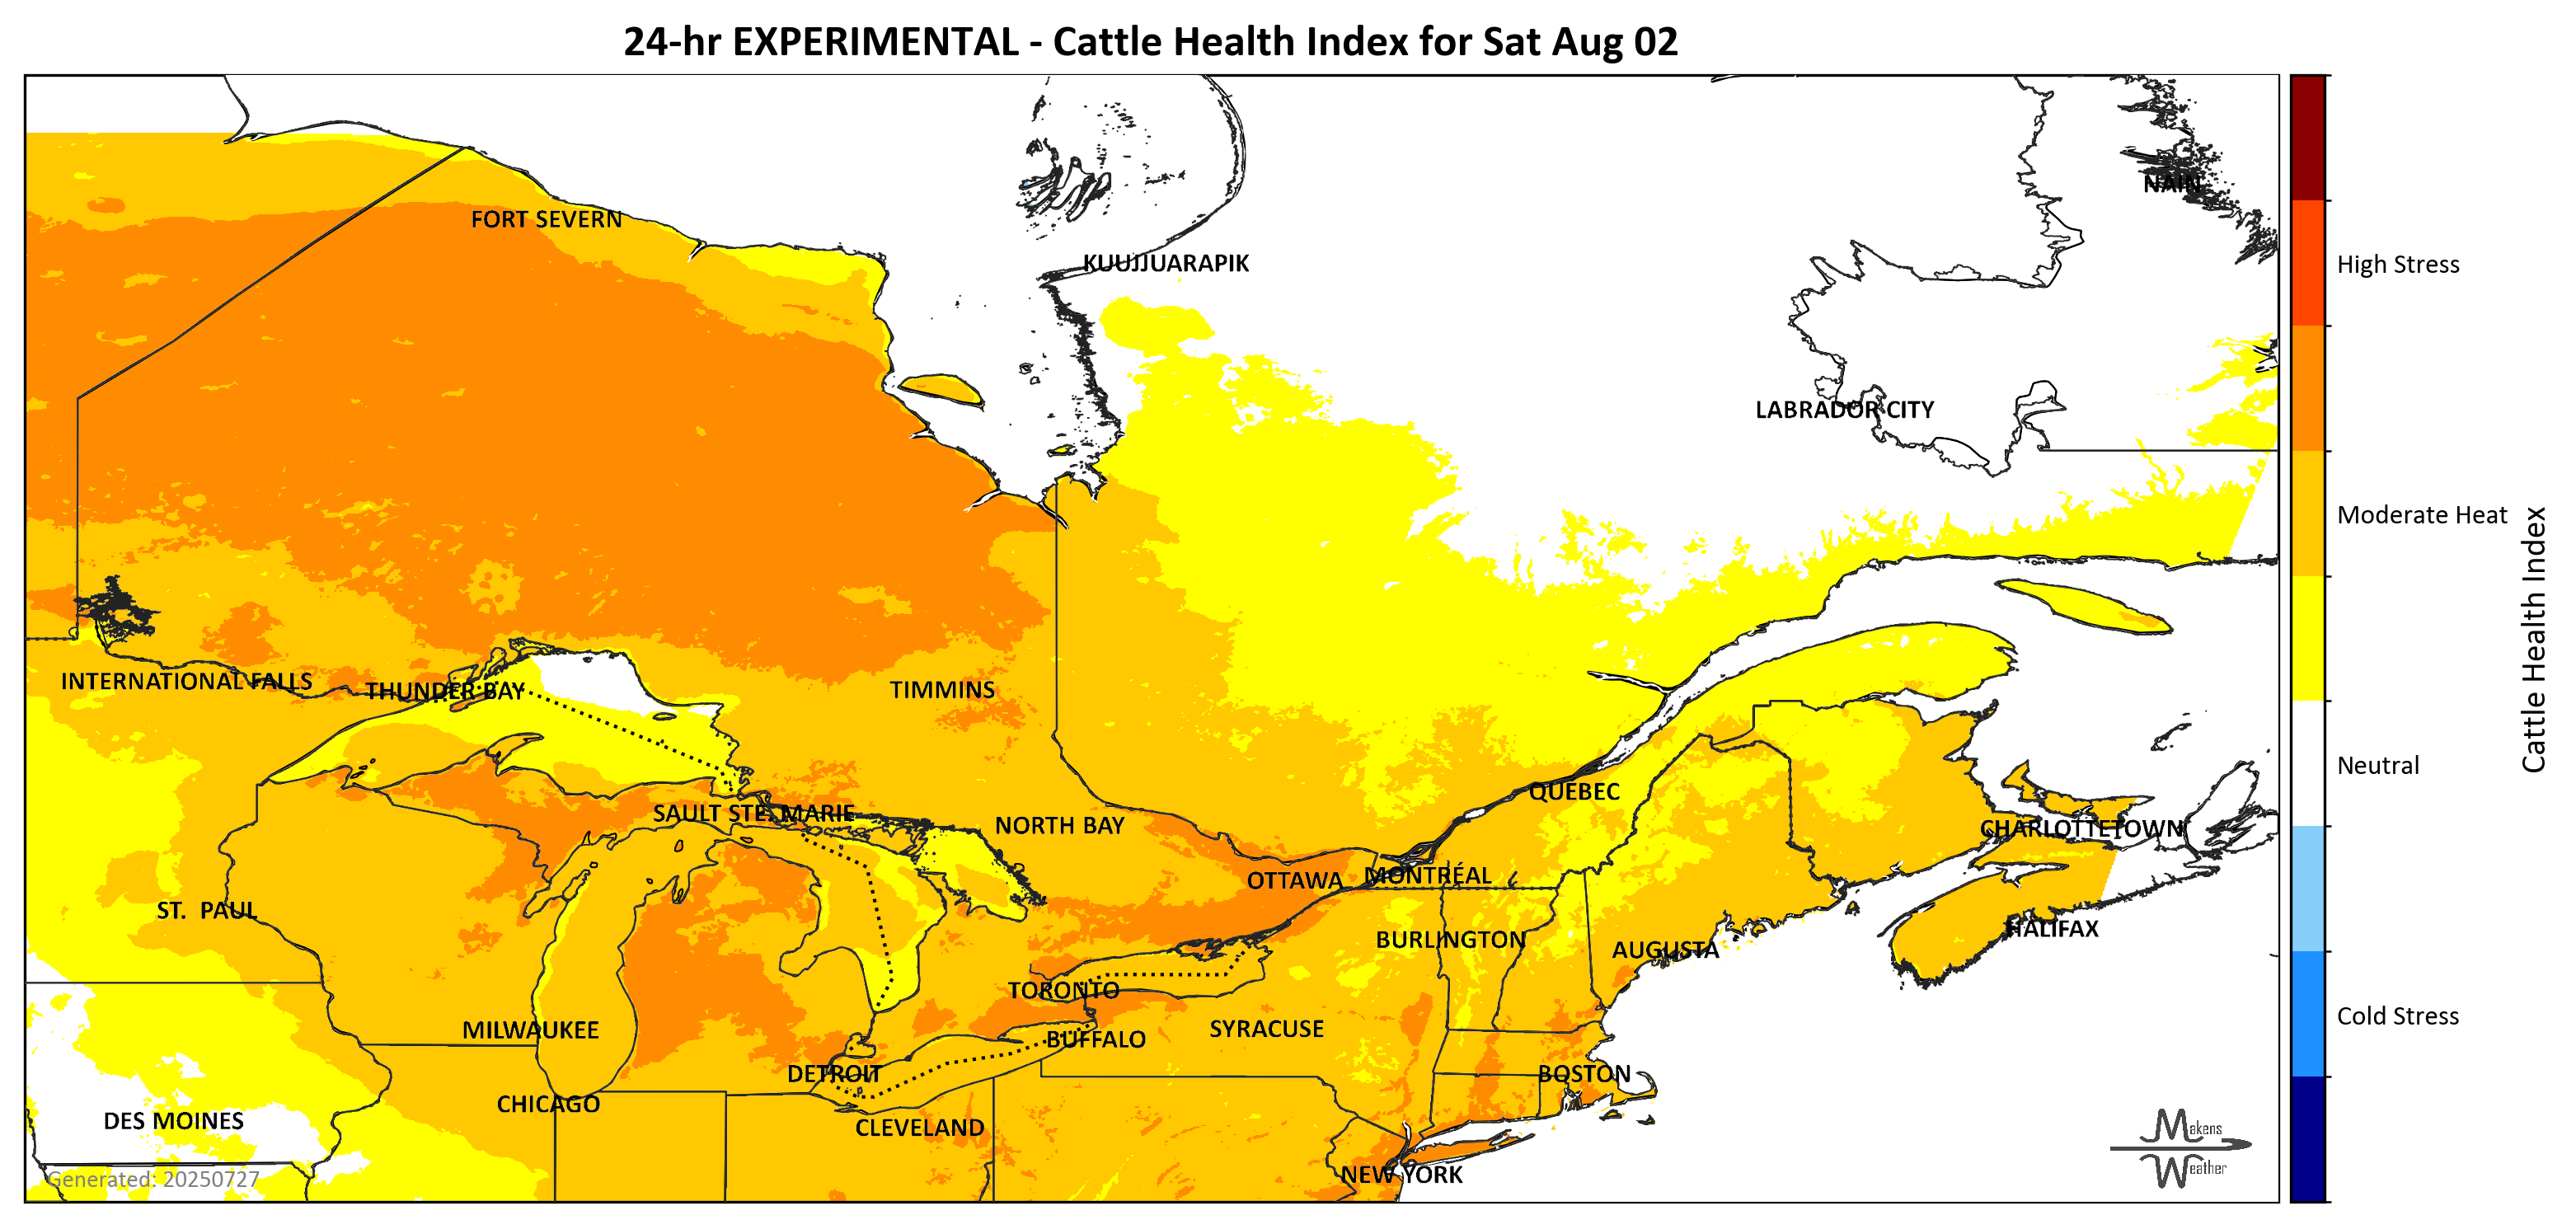 24-hr EXPERIMENTAL - Cattle Health Index for Sat Aug 02
NAIN
FORT SEVERN
KUUJJUARAPIK
High Stress
LABRADOR CITY
Moderate Heat
Cattle Health Index
INTERNATIONAL FALLS
THUNDER BAY
TIMMINS
Neutral
QUEBEC
SAULT STE. MARIE
NORTH BAY
CHARLOTTETOWN
OTTAWA
MONTRÉAL
ST. PAUL
HALIFAX
BURLINGTON
AUGUSTA
TORONTO
Cold Stress
MILWAUKEE
SYRACUSE
BUFFALO
DETROIT
BOSTON
CHICAGO
DES MOINES
CLEVELAND
Makens
Weather
NEW YORK
Generated: 20250727